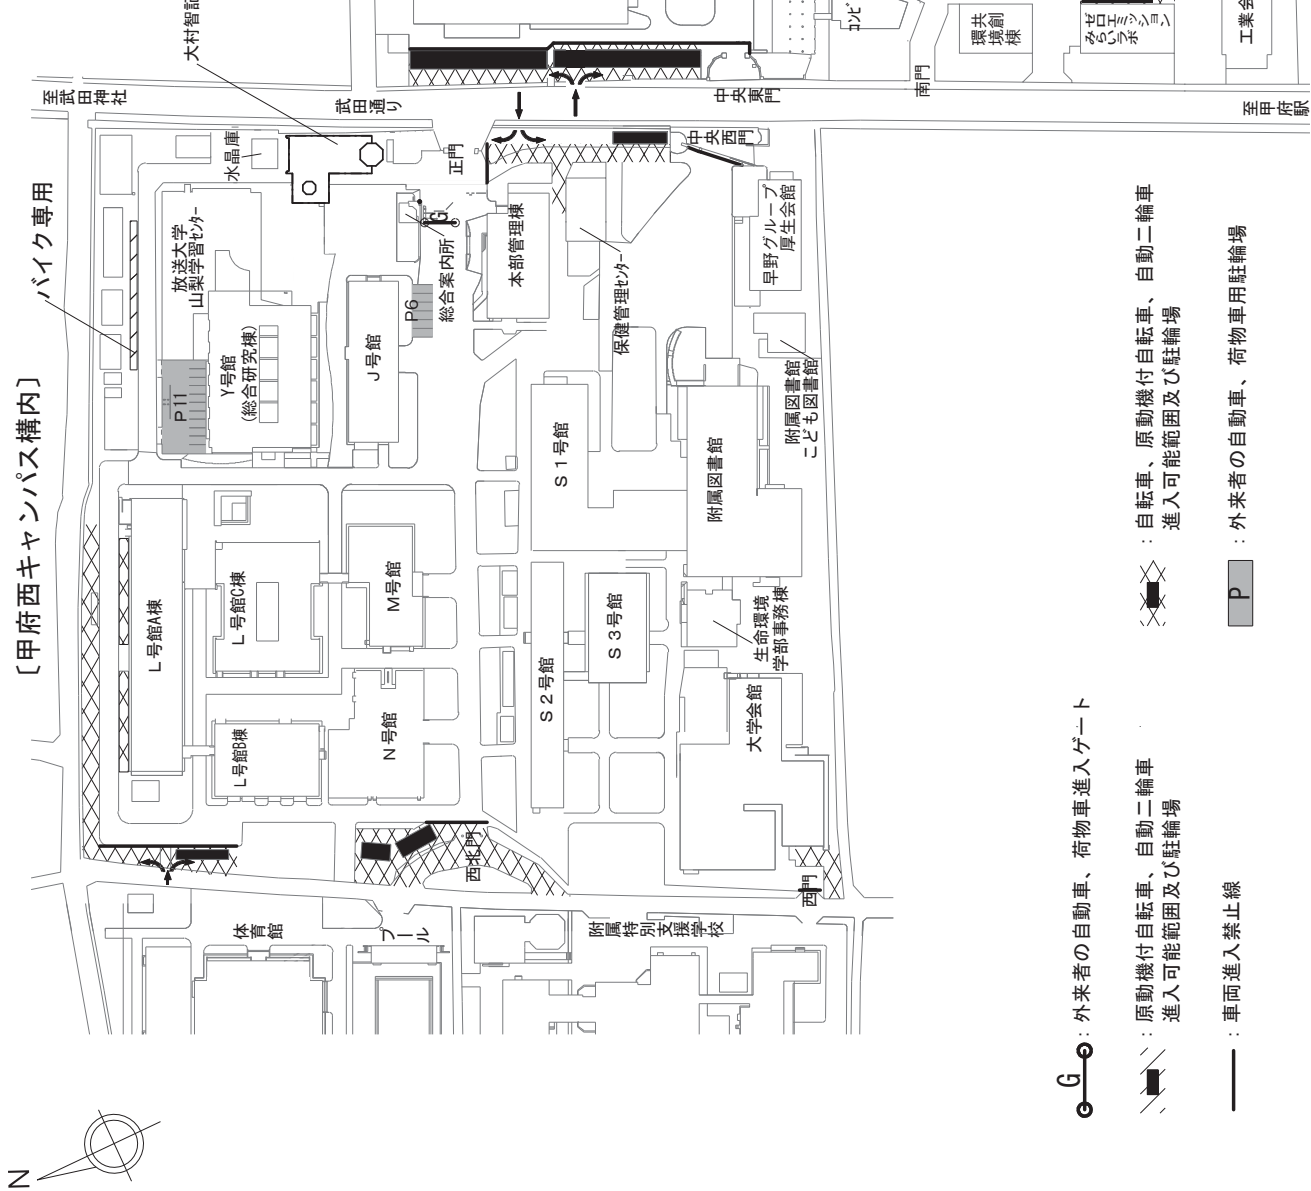 〔甲府西キャンパス構内〕
バイク専用
至武田神社
武田通り
大村智記
水晶庫
正門
中央東門
中央西門
南門
至甲府駅
コンビ
環共
境創
棟
ゼロエミッション
みらいラボ
工業会
放送大学
山梨学習センター
P11
Y号館
(総合研究棟)
J号館
P6
総合案内所
G
本部管理棟
保健管理センター
早野グループ
厚生会館
附属図書館
こども図書館
S1号館
附属図書館
L号館A棟
L号館C棟
M号館
S3号館
生命環境
学部事務棟
L号館B棟
N号館
S2号館
大学会館
西北門
西門
体育館
プール
附属特別支援学校
N
G
：外来者の自動車、荷物車進入ゲート
：原動機付自転車、自動二輪車
進入可能範囲及び駐輪場
：車両進入禁止線
：自転車、原動機付自転車、自動二輪車
進入可能範囲及び駐輪場
P
：外来者の自動車、荷物車用駐輪場